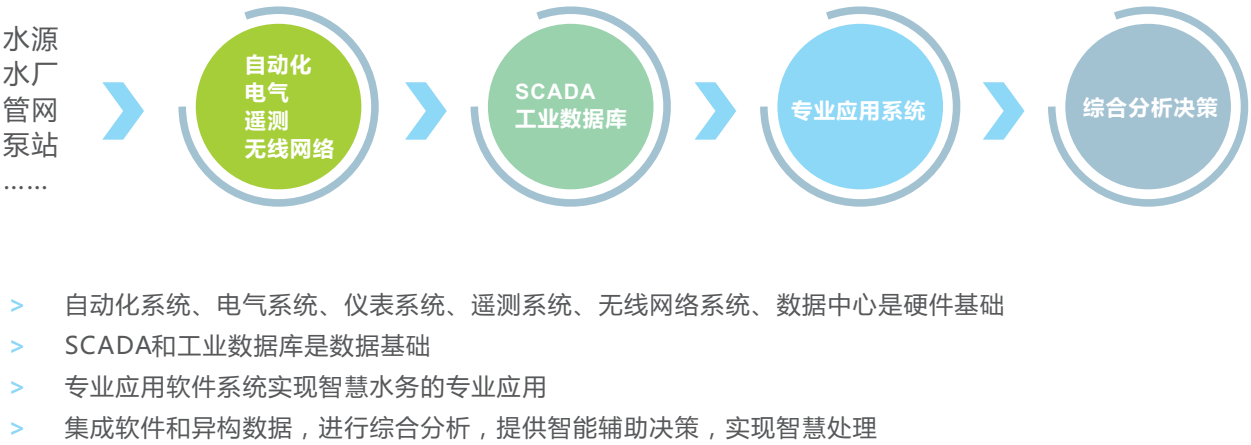 水源
水厂
管网
泵站
……
自动化
电气
遥测
无线网络
SCADA
工业数据库
专业应用系统
综合分析决策
> 自动化系统、电气系统、仪表系统、遥测系统、无线网络系统、数据中心是硬件基础
> SCADA和工业数据库是数据基础
> 专业应用软件系统实现智慧水务的专业应用
> 集成软件和异构数据，进行综合分析，提供智能辅助决策，实现智慧处理